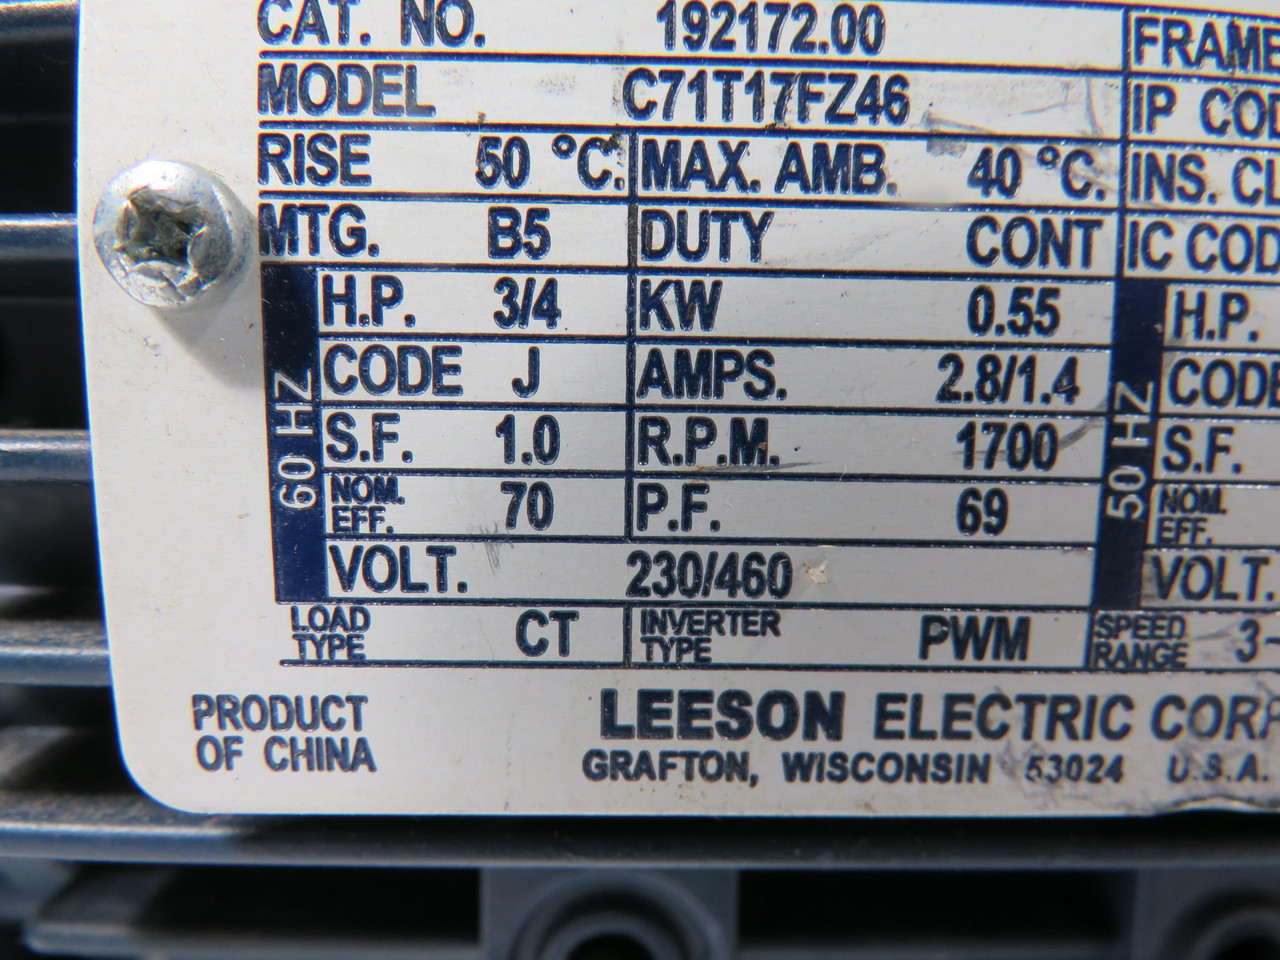 CAT. NO. 192172.00 FRAME
MODEL C71T17FZ46 IP COD
RISE 50 °C. MAX. AMB. 40 °C. INS. CL
MTG. B5 DUTY CONT IC COD
60 HZ
H.P. 3/4 KW 0.55
CODE J AMPS. 2.8/1.4
S.F. 1.0 R.P.M. 1700
NOM. EFF. 70 P.F. 69
VOLT. 230/460
50 HZ
H.P.
CODE
S.F.
NOM. EFF.
VOLT.
LOAD TYPE CT INVERTER TYPE PWM SPEED RANGE 3-
PRODUCT
OF CHINA
LEESON ELECTRIC CORP
GRAFTON, WISCONSIN 53024 U.S.A.